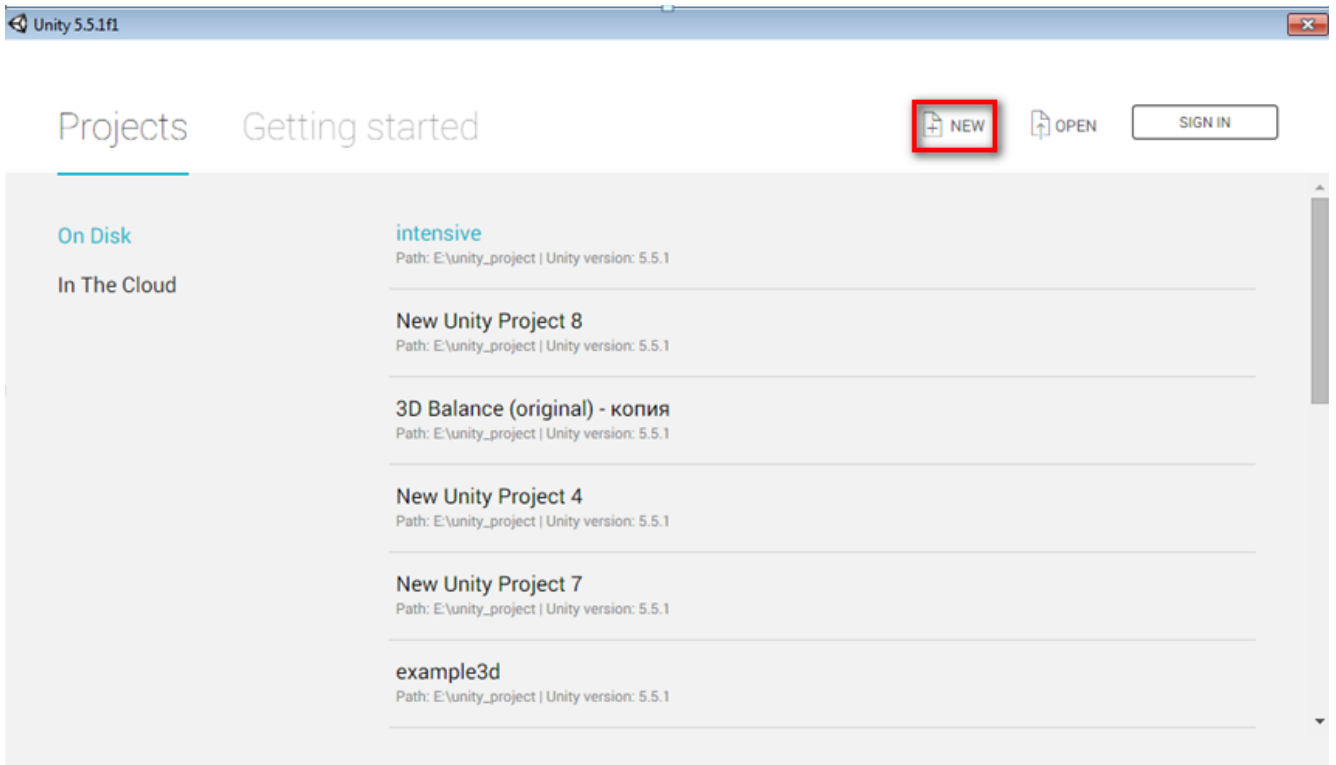 Unity 5.5.1f1
Projects Getting started NEW OPEN SIGN IN
On Disk
In The Cloud
intensive
Path: E:\unity_project | Unity version: 5.5.1
New Unity Project 8
Path: E:\unity_project | Unity version: 5.5.1
3D Balance (original) - копия
Path: E:\unity_project | Unity version: 5.5.1
New Unity Project 4
Path: E:\unity_project | Unity version: 5.5.1
New Unity Project 7
Path: E:\unity_project | Unity version: 5.5.1
example3d
Path: E:\unity_project | Unity version: 5.5.1